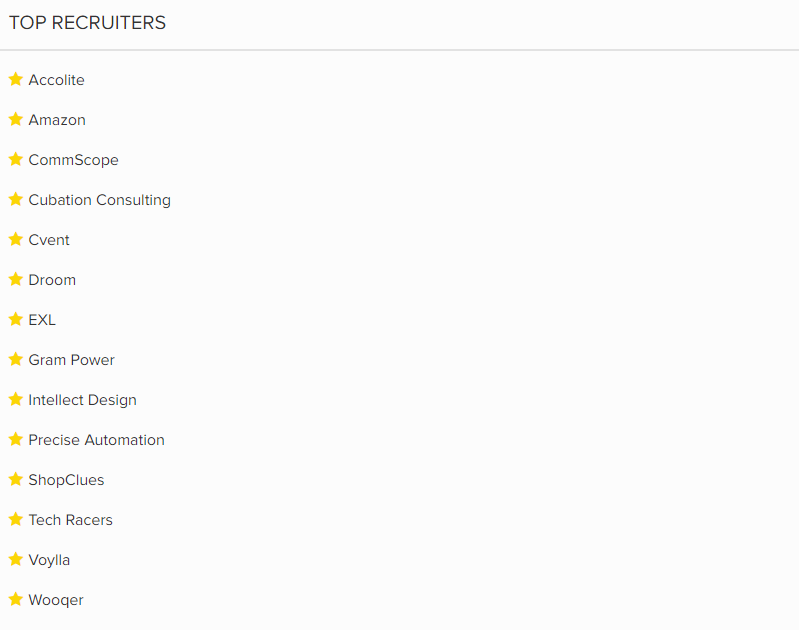 TOP RECRUITERS
Accolite
Amazon
CommScope
Cubation Consulting
Cvent
Droom
EXL
Gram Power
Intellect Design
Precise Automation
ShopClues
Tech Racers
Voylla
Wooqer